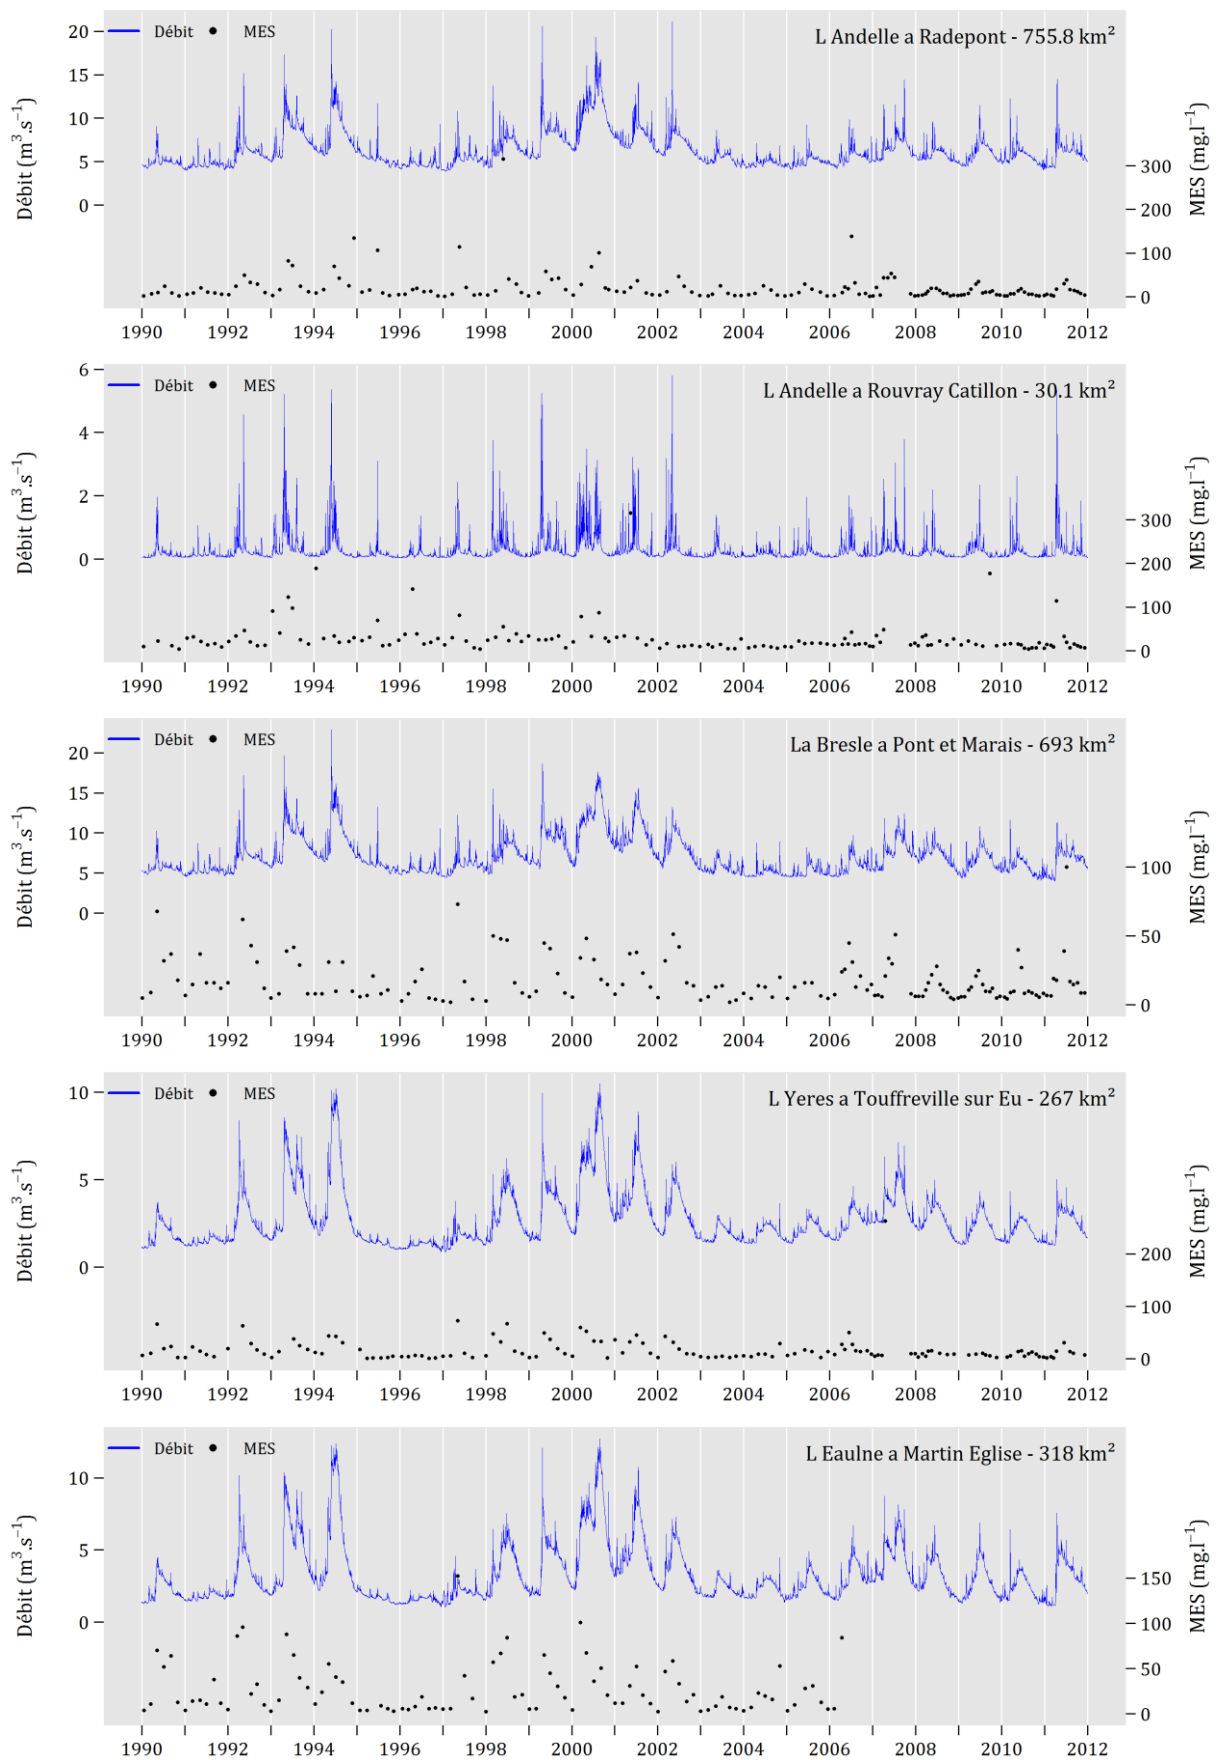 Débit MES
L Andelle a Radepont - 755.8 km²
20
15
10
5
0
Débit (m³.s⁻¹)
300
200
100
0
MES (mg.l⁻¹)
1990 1992 1994 1996 1998 2000 2002 2004 2006 2008 2010 2012
Débit MES
L Andelle a Rouvray Catillon - 30.1 km²
6
4
2
0
Débit (m³.s⁻¹)
300
200
100
0
MES (mg.l⁻¹)
1990 1992 1994 1996 1998 2000 2002 2004 2006 2008 2010 2012
Débit MES
La Bresle a Pont et Marais - 693 km²
20
15
10
5
0
Débit (m³.s⁻¹)
100
50
0
MES (mg.l⁻¹)
1990 1992 1994 1996 1998 2000 2002 2004 2006 2008 2010 2012
Débit MES
L Yeres a Touffreville sur Eu - 267 km²
10
5
0
Débit (m³.s⁻¹)
200
100
0
MES (mg.l⁻¹)
1990 1992 1994 1996 1998 2000 2002 2004 2006 2008 2010 2012
Débit MES
L Eaulne a Martin Eglise - 318 km²
10
5
0
Débit (m³.s⁻¹)
150
100
50
0
MES (mg.l⁻¹)
1990 1992 1994 1996 1998 2000 2002 2004 2006 2008 2010 2012